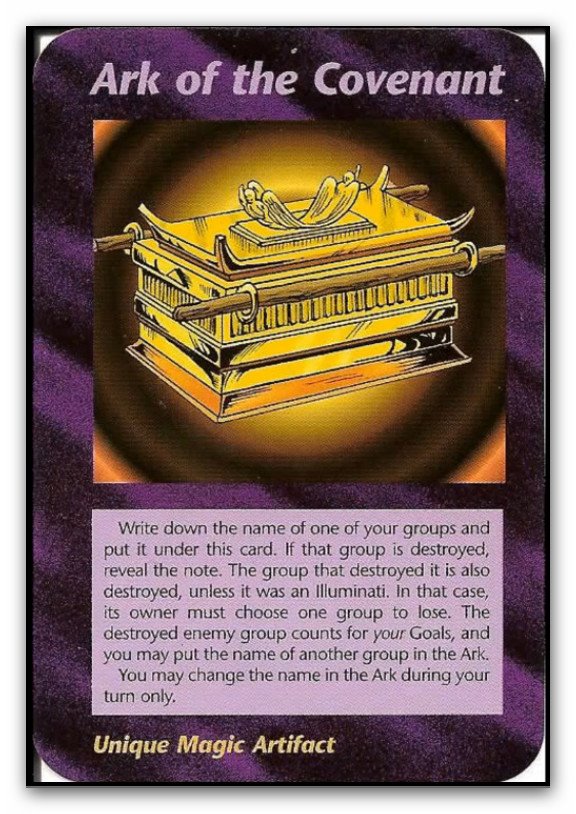 Ark of the Covenant
Write down the name of one of your groups and
put it under this card. If that group is destroyed,
reveal the note. The group that destroyed it is also
destroyed, unless it was an Illuminati. In that case,
its owner must choose one group to lose. The
destroyed enemy group counts for your Goals, and
you may put the name of another group in the Ark.
You may change the name in the Ark during your
turn only.
Unique Magic Artifact